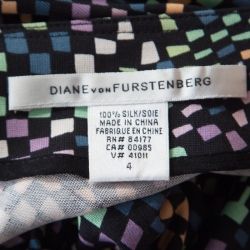 DIANE VON FURSTENBERG
100% SILK/SOIE
MADE IN CHINA
FABRIQUE EN CHINE
RN# 84177
CA# 00985
V# 41011
4